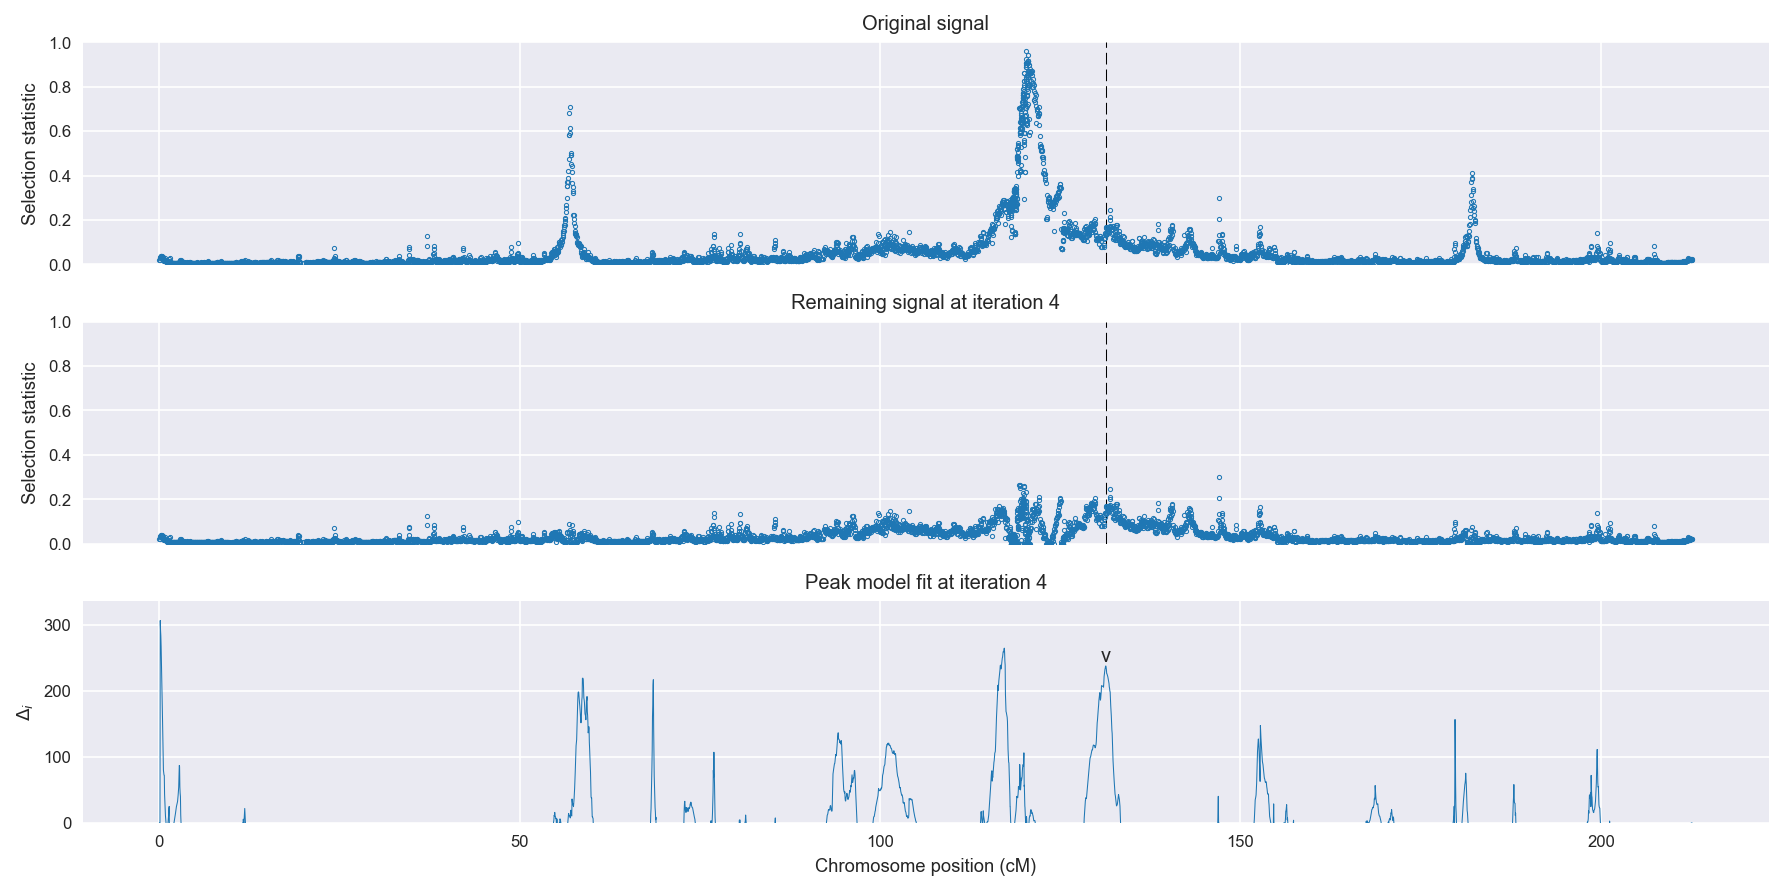 Original signal
Selection statistic
1.0
0.8
0.6
0.4
0.2
0.0
Remaining signal at iteration 4
Selection statistic
1.0
0.8
0.6
0.4
0.2
0.0
Peak model fit at iteration 4
Δi
300
200
100
0
v
0 50 100 150 200
Chromosome position (cM)